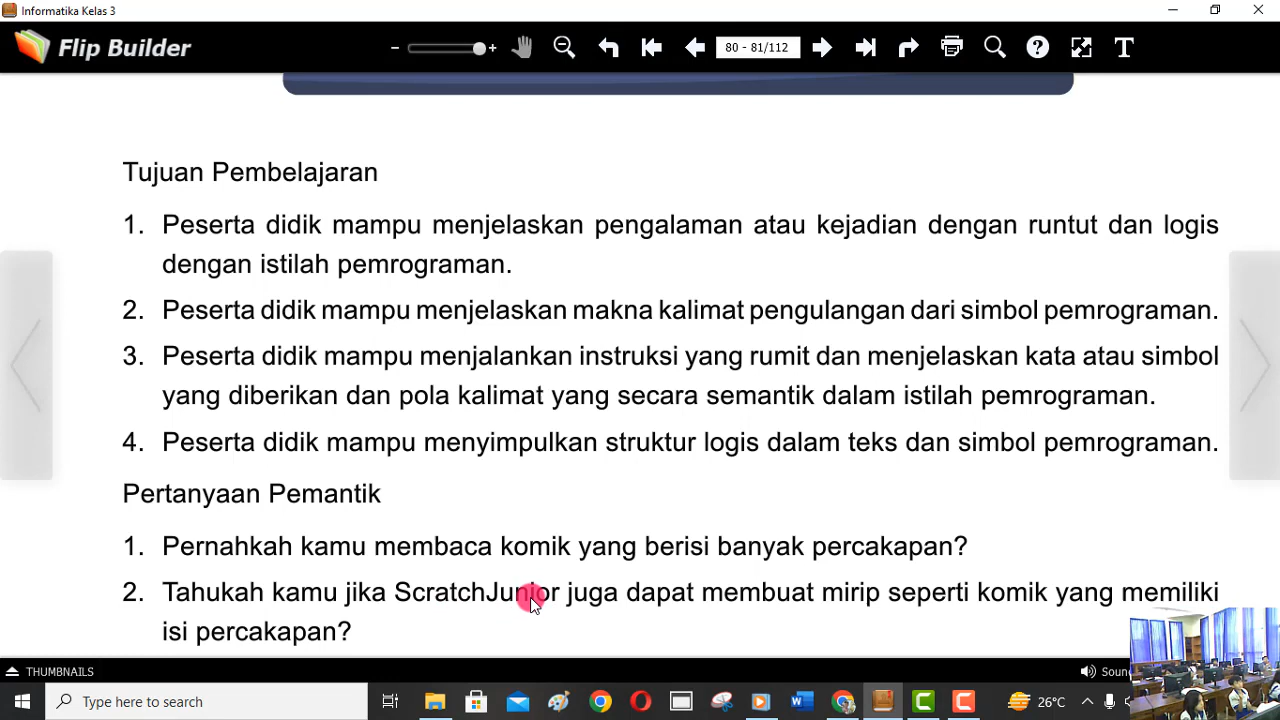 Informatika Kelas 3
Flip Builder
80 - 81/112
Tujuan Pembelajaran
1. Peserta didik mampu menjelaskan pengalaman atau kejadian dengan runtut dan logis
dengan istilah pemrograman.
2. Peserta didik mampu menjelaskan makna kalimat pengulangan dari simbol pemrograman.
3. Peserta didik mampu menjalankan instruksi yang rumit dan menjelaskan kata atau simbol
yang diberikan dan pola kalimat yang secara semantik dalam istilah pemrograman.
4. Peserta didik mampu menyimpulkan struktur logis dalam teks dan simbol pemrograman.
Pertanyaan Pemantik
1. Pernahkah kamu membaca komik yang berisi banyak percakapan?
2. Tahukah kamu jika ScratchJunior juga dapat membuat mirip seperti komik yang memiliki
isi percakapan?
THUMBNAILS
Type here to search
26°C